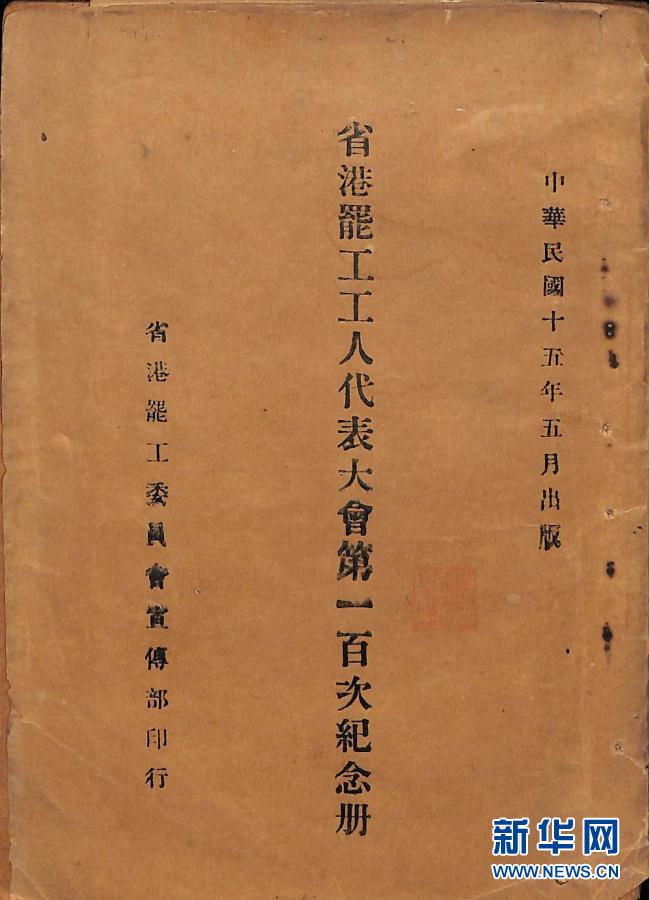 中華民國十五年五月出版
省港罷工工人代表大會第一百次紀念册
省港罷工委員會宣傳部印行
新华网
WWW.NEWS.CN